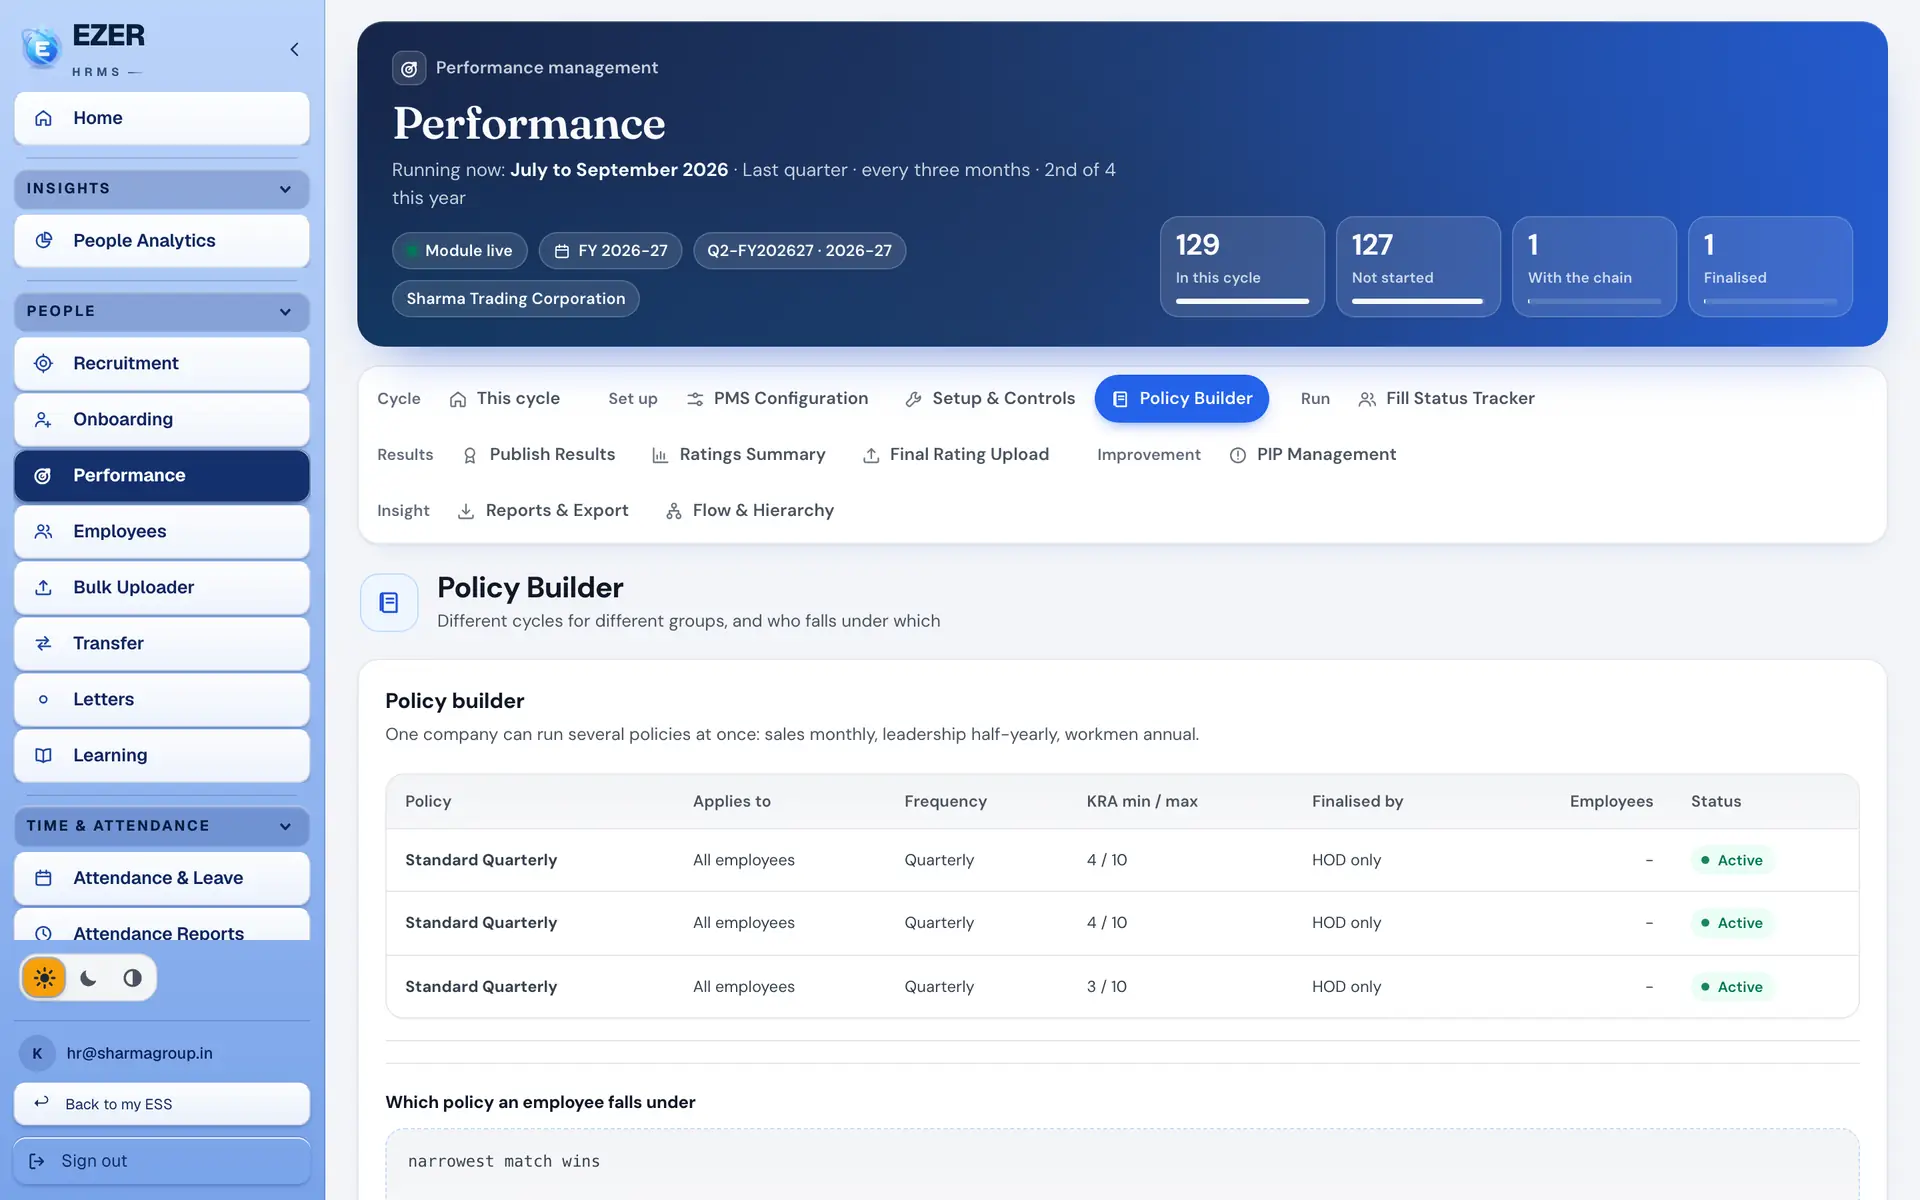 EZER
HRMS
Home
INSIGHTS
People Analytics
PEOPLE
Recruitment
Onboarding
Performance
Employees
Bulk Uploader
Transfer
Letters
Learning
TIME & ATTENDANCE
Attendance & Leave
Attendance Reports
K hr@sharmagroup.in
Back to my ESS
Sign out
Performance management
Performance
Running now: July to September 2026 · Last quarter · every three months · 2nd of 4
this year
Module live FY 2026-27 Q2-FY202627 · 2026-27
Sharma Trading Corporation
129 127 1 1
In this cycle Not started With the chain Finalised
Cycle This cycle Set up PMS Configuration Setup & Controls Policy Builder Run Fill Status Tracker
Results Publish Results Ratings Summary Final Rating Upload Improvement PIP Management
Insight Reports & Export Flow & Hierarchy
Policy Builder
Different cycles for different groups, and who falls under which
Policy builder
One company can run several policies at once: sales monthly, leadership half-yearly, workmen annual.
Policy Applies to Frequency KRA min / max Finalised by Employees Status
Standard Quarterly All employees Quarterly 4 / 10 HOD only - Active
Standard Quarterly All employees Quarterly 4 / 10 HOD only - Active
Standard Quarterly All employees Quarterly 3 / 10 HOD only - Active
Which policy an employee falls under
narrowest match wins